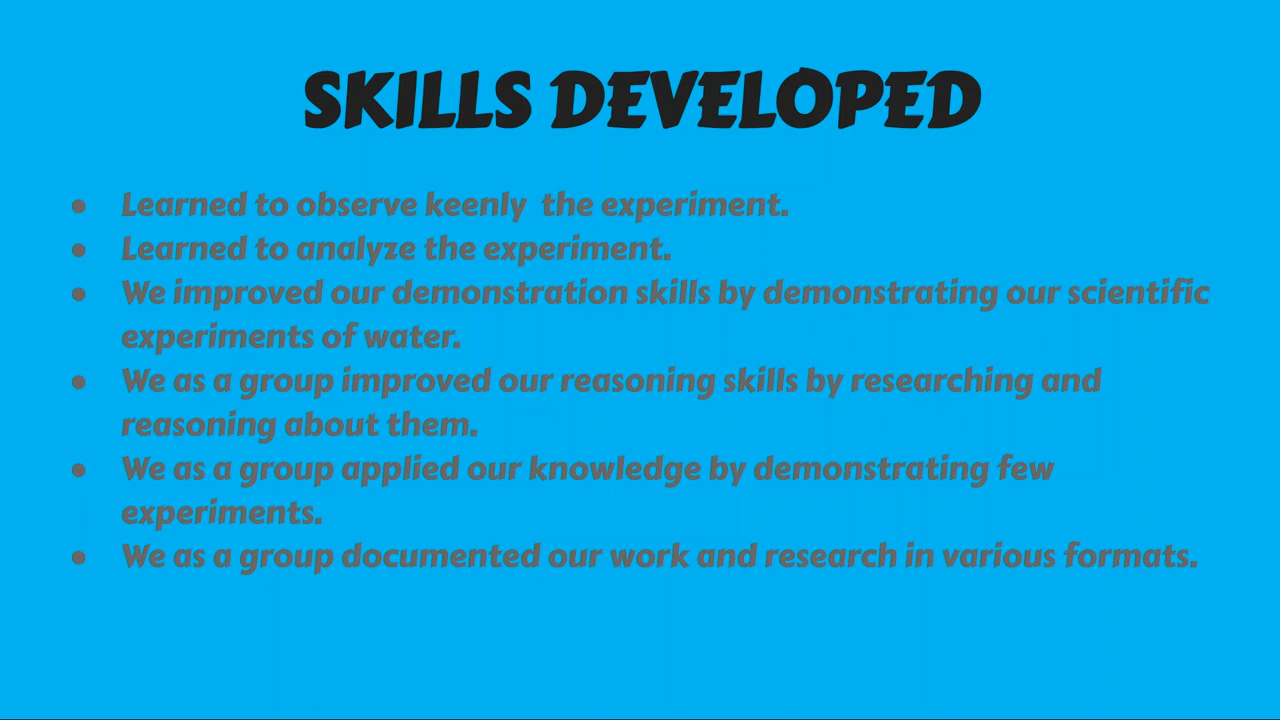 SKILLS DEVELOPED
● Learned to observe keenly  the experiment.
● Learned to analyze the experiment.
● We improved our demonstration skills by demonstrating our scientific
experiments of water.
● We as a group improved our reasoning skills by researching and
reasoning about them.
● We as a group applied our knowledge by demonstrating few
experiments.
● We as a group documented our work and research in various formats.